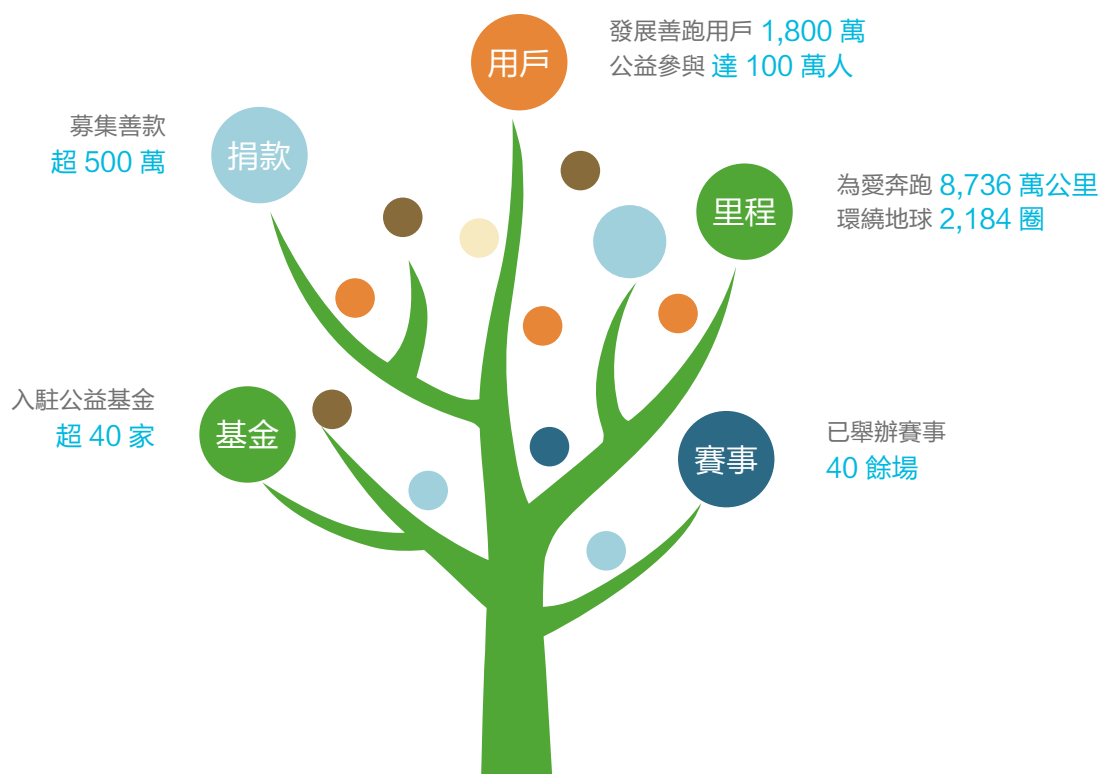 發展善跑用戶 1,800 萬
公益參與 達 100 萬人
用戶
募集善款
超 500 萬
捐款
為愛奔跑 8,736 萬公里
環繞地球 2,184 圈
里程
入駐公益基金
超 40 家
基金
已舉辦賽事
40 餘場
賽事